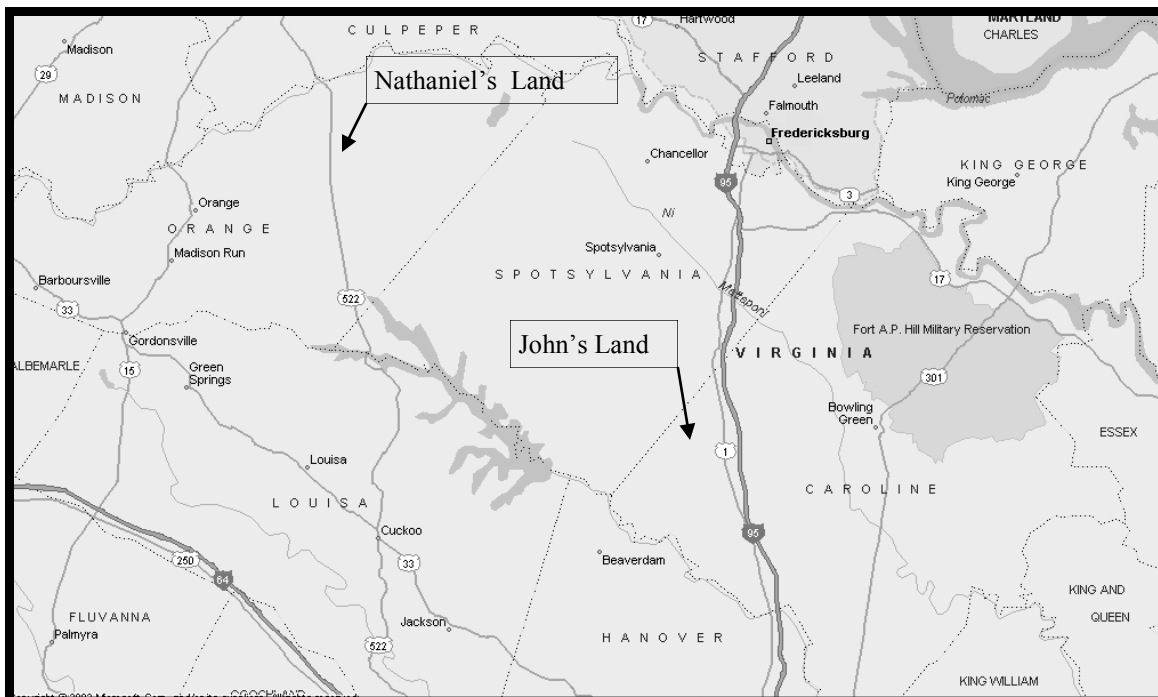 MARYLAND
CHARLES
Hartwood
17
CULPEPER
STAFFORD
Madison
29
MADISON
Nathaniel's Land
Leeland
Potomac
Falmouth
Fredericksburg
Chancellor
KING GEORGE
King George
95
3
Orange
ORANGE
Ni
Madison Run
Spotsylvania
SPOTSYLVANIA
Barboursville
33
522
Mattaponi
17
Fort A.P. Hill Military Reservation
Gordonsville
John's Land
VIRGINIA
ALBEMARLE
15
Green
Springs
301
Bowling
Green
ESSEX
1
Louisa
LOUISA
CAROLINE
Cuckoo
95
250
64
33
Beaverdam
KING AND
QUEEN
FLUVANNA
Palmyra
Jackson
522
HANOVER
KING WILLIAM
GOOCHLAND